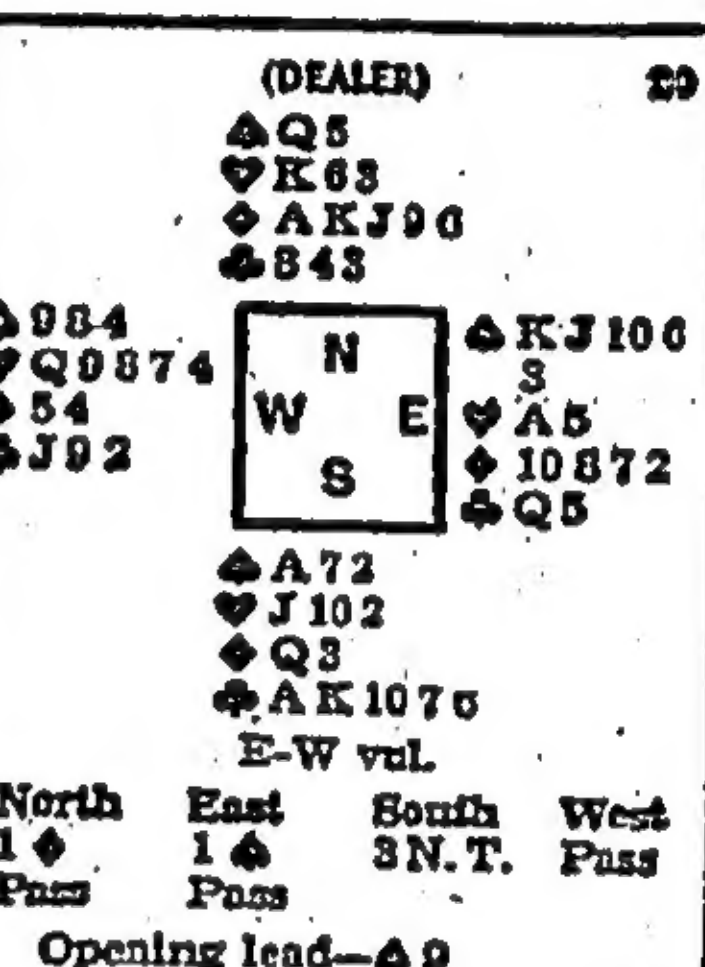 (DEALER)
♠Q5
♥K63
♦AKJ96
♣843
♠984
♥Q9874
♦54
♣J92
N
W E
S
♠KJ106
3
♥A5
♦10872
♣Q5
♠A72
♥J102
♦Q3
♣AK1076
E-W vul.
North East South West
1♦ 1♠ 3N.T. Pass
Pass Pass
Opening lead—♠9